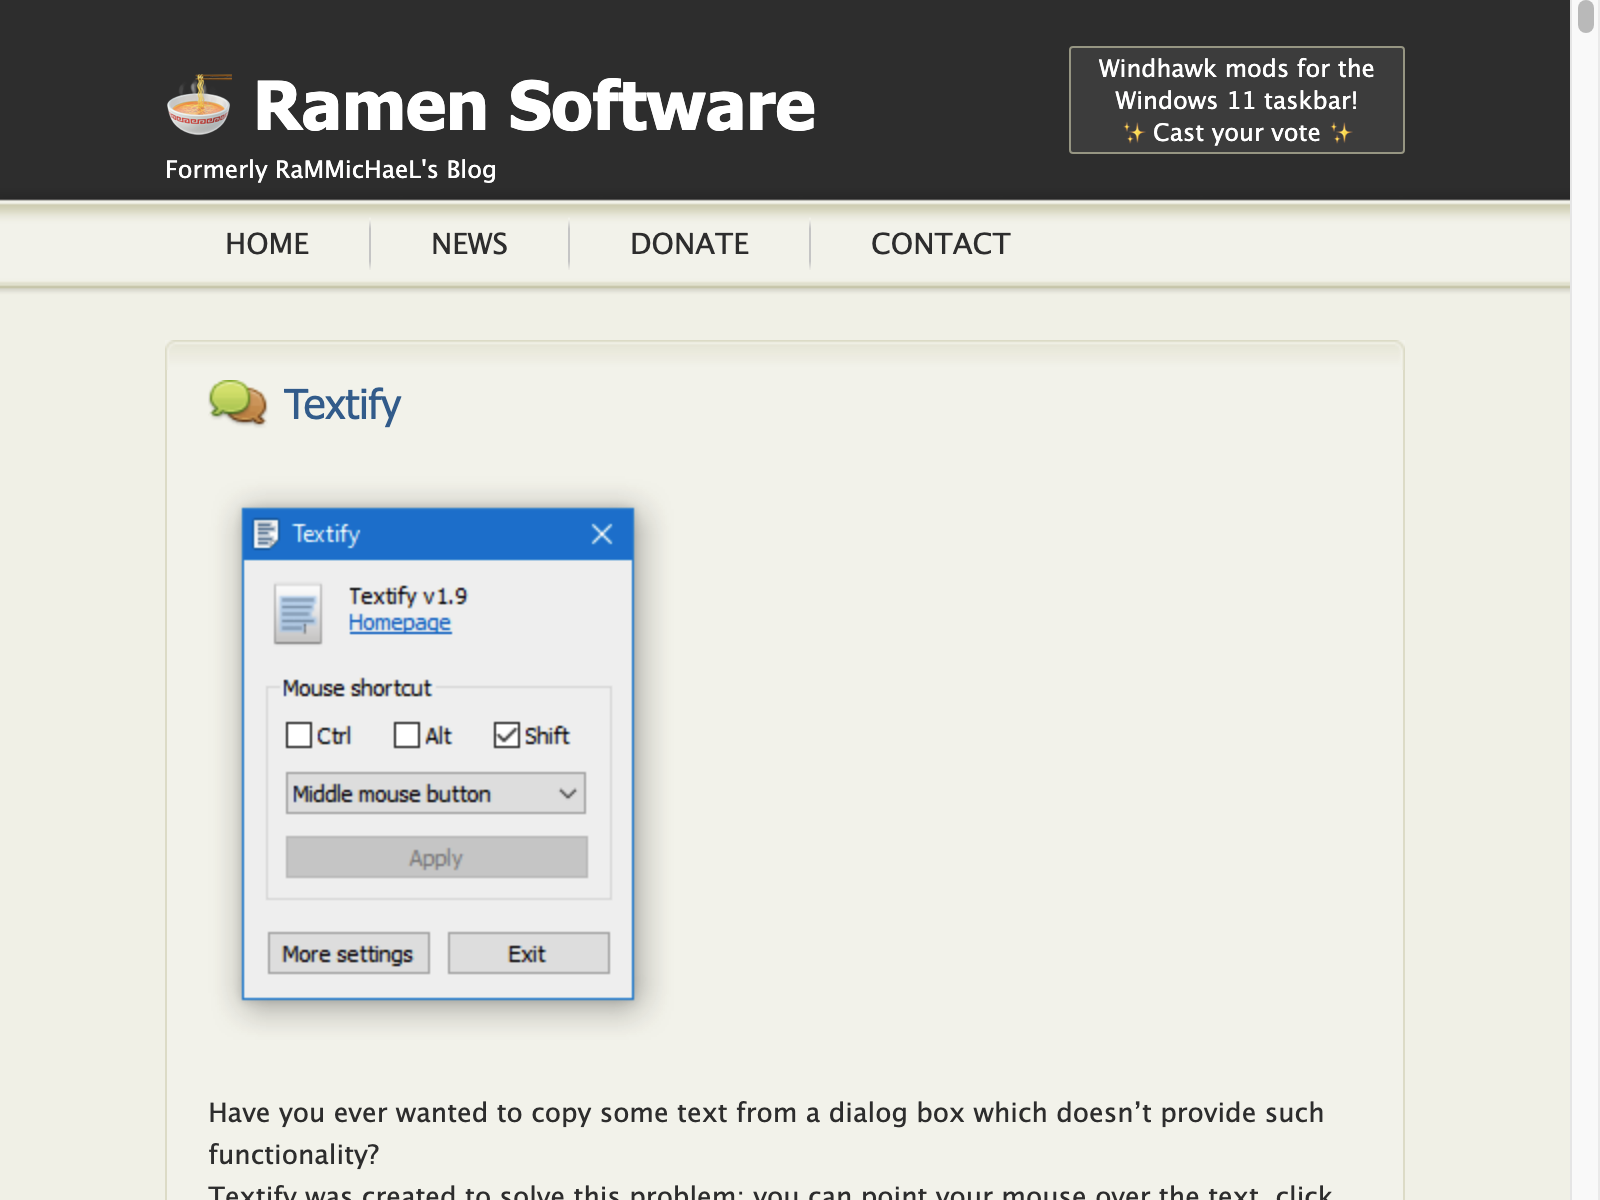 Ramen Software
Formerly RaMMicHaeL's Blog
Windhawk mods for the
Windows 11 taskbar!
✨ Cast your vote ✨
HOME
NEWS
DONATE
CONTACT
Textify
Textify
Textify v1.9
Homepage
Mouse shortcut
Ctrl
Alt
Shift
Middle mouse button
Apply
More settings
Exit
Have you ever wanted to copy some text from a dialog box which doesn’t provide such
functionality?
Textify was created to solve this problem: you can point your mouse over the text, click